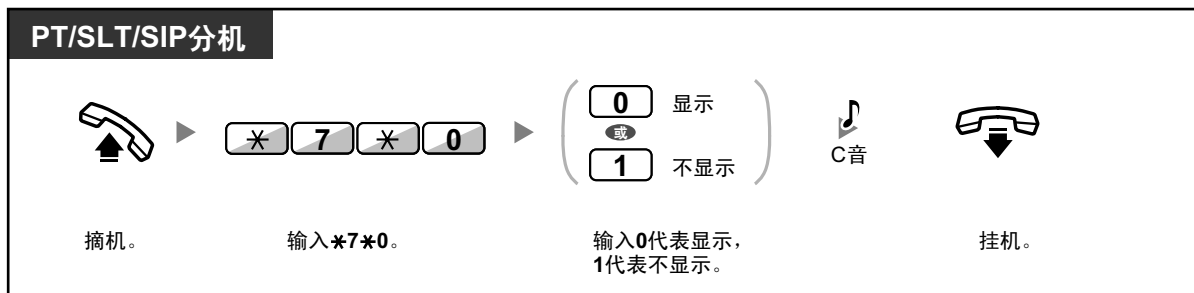 PT/SLT/SIP分机
0 显示
或
1 不显示
＊ 7 ＊ 0
C音
摘机。
输入＊7＊0。
输入0代表显示，
1代表不显示。
挂机。